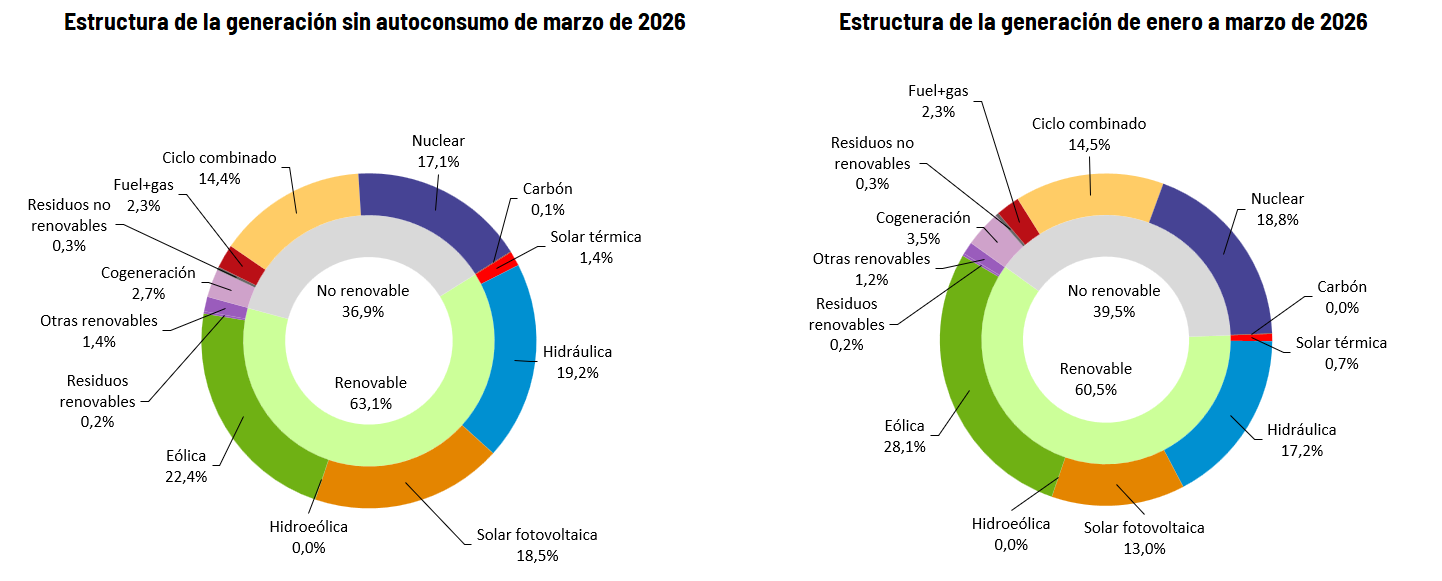 Estructura de la generación sin autoconsumo de marzo de 2026
Nuclear
17,1%
Ciclo combinado
14,4%
Fuel+gas
2,3%
Carbón
0,1%
Residuos no
renovables
0,3%
Solar térmica
1,4%
Cogeneración
2,7%
No renovable
36,9%
Otras renovables
1,4%
Hidráulica
19,2%
Residuos
renovables
0,2%
Renovable
63,1%
Eólica
22,4%
Hidroeólica
0,0%
Solar fotovoltaica
18,5%
Estructura de la generación de enero a marzo de 2026
Fuel+gas
2,3%
Ciclo combinado
14,5%
Residuos no
renovables
0,3%
Nuclear
18,8%
Cogeneración
3,5%
Otras renovables
1,2%
No renovable
39,5%
Carbón
0,0%
Residuos
renovables
0,2%
Solar térmica
0,7%
Renovable
60,5%
Eólica
28,1%
Hidráulica
17,2%
Hidroeólica
0,0%
Solar fotovoltaica
13,0%